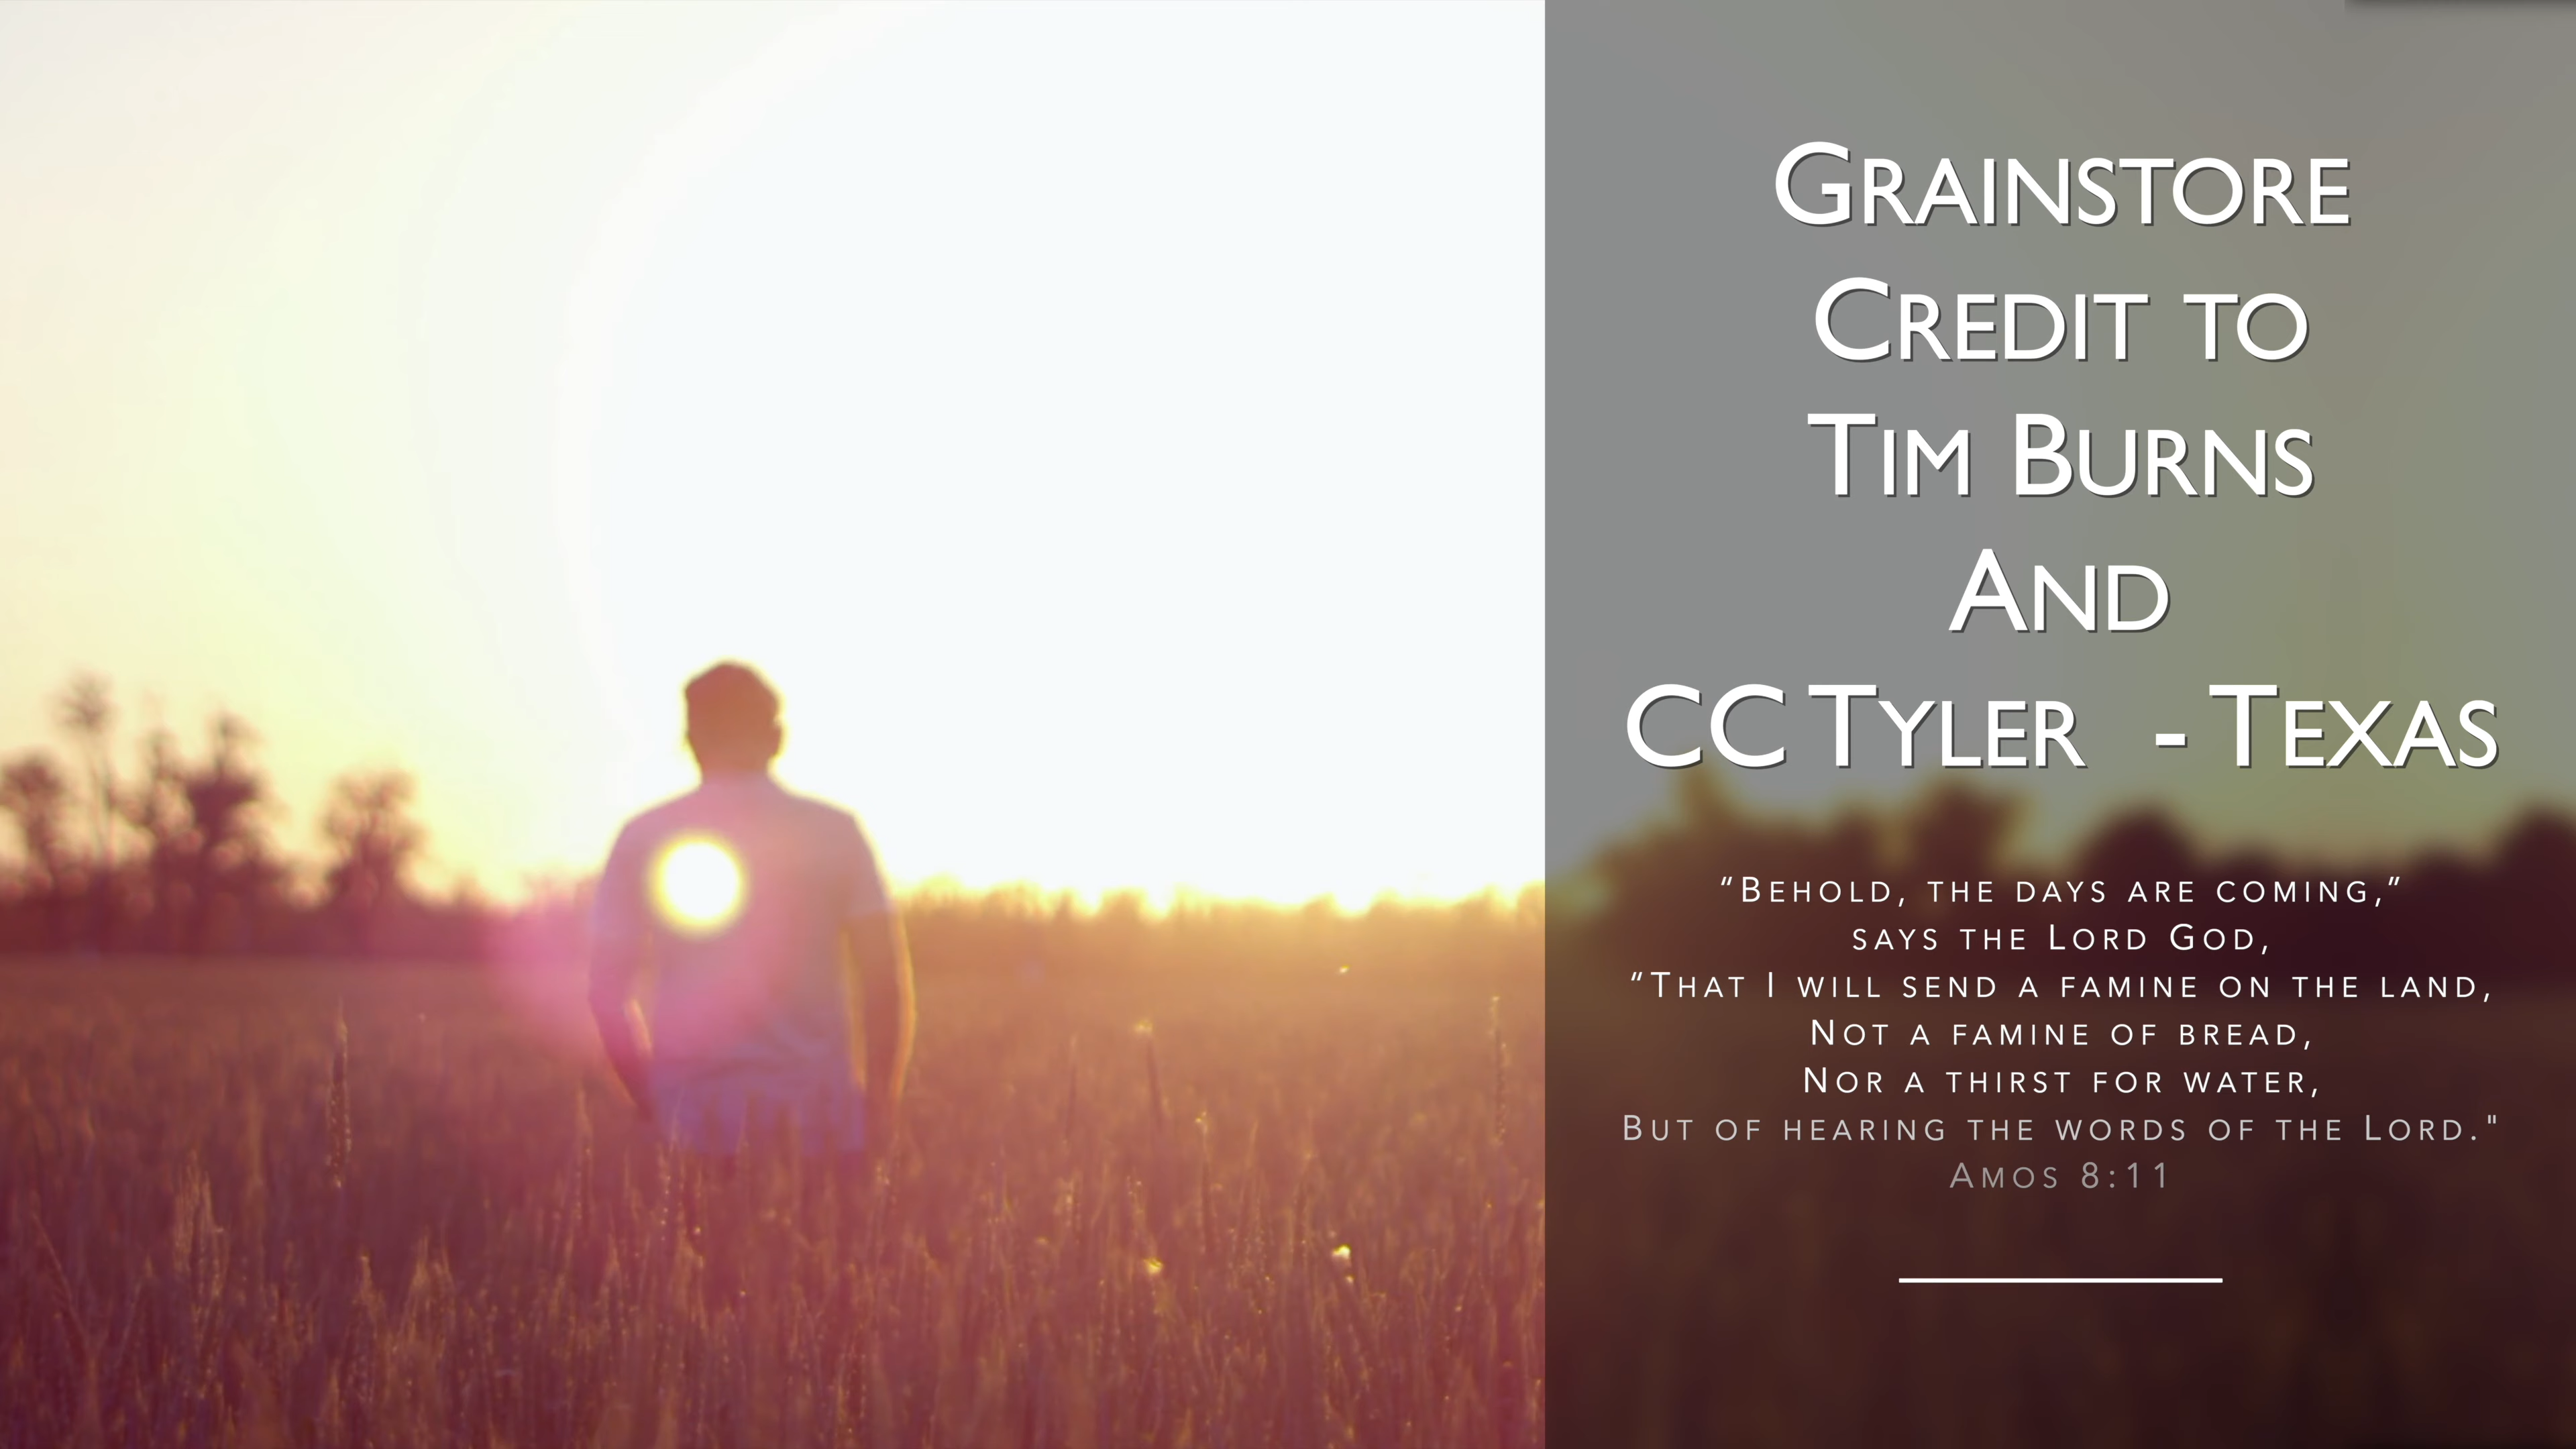 Grainstore
Credit to
Tim Burns
And
CC Tyler - Texas
“Behold, the days are coming,”
says the Lord God,
“That I will send a famine on the land,
Not a famine of bread,
Nor a thirst for water,
But of hearing the words of the Lord."
Amos 8:11